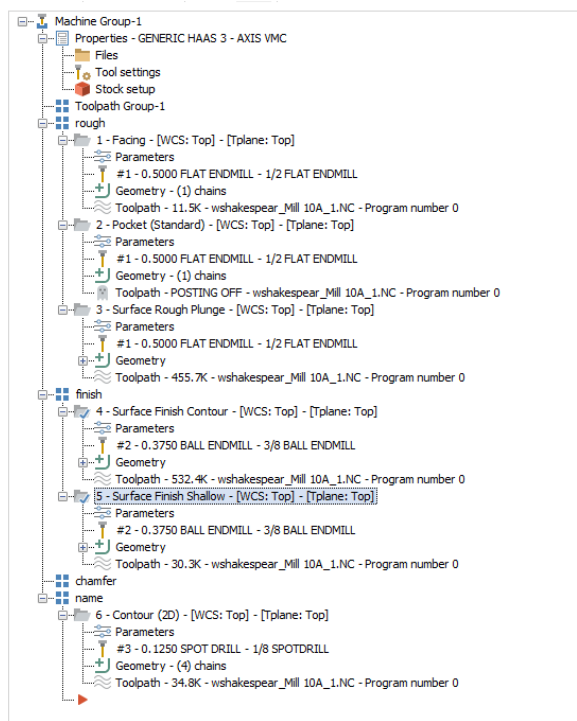 Machine Group-1
Properties - GENERIC HAAS 3 - AXIS VMC
Files
Tool settings
Stock setup
Toolpath Group-1
rough
1 - Facing - [WCS: Top] - [Tplane: Top]
Parameters
#1 - 0.5000 FLAT ENDMILL - 1/2 FLAT ENDMILL
Geometry - (1) chains
Toolpath - 11.5K - wshakespear_Mill 10A_1.NC - Program number 0
2 - Pocket (Standard) - [WCS: Top] - [Tplane: Top]
Parameters
#1 - 0.5000 FLAT ENDMILL - 1/2 FLAT ENDMILL
Geometry - (1) chains
Toolpath - POSTING OFF - wshakespear_Mill 10A_1.NC - Program number 0
3 - Surface Rough Plunge - [WCS: Top] - [Tplane: Top]
Parameters
#1 - 0.5000 FLAT ENDMILL - 1/2 FLAT ENDMILL
Geometry
Toolpath - 455.7K - wshakespear_Mill 10A_1.NC - Program number 0
finish
4 - Surface Finish Contour - [WCS: Top] - [Tplane: Top]
Parameters
#2 - 0.3750 BALL ENDMILL - 3/8 BALL ENDMILL
Geometry
Toolpath - 532.4K - wshakespear_Mill 10A_1.NC - Program number 0
5 - Surface Finish Shallow - [WCS: Top] - [Tplane: Top]
Parameters
#2 - 0.3750 BALL ENDMILL - 3/8 BALL ENDMILL
Geometry
Toolpath - 30.3K - wshakespear_Mill 10A_1.NC - Program number 0
chamfer
name
6 - Contour (2D) - [WCS: Top] - [Tplane: Top]
Parameters
#3 - 0.1250 SPOT DRILL - 1/8 SPOTDRILL
Geometry - (4) chains
Toolpath - 34.8K - wshakespear_Mill 10A_1.NC - Program number 0